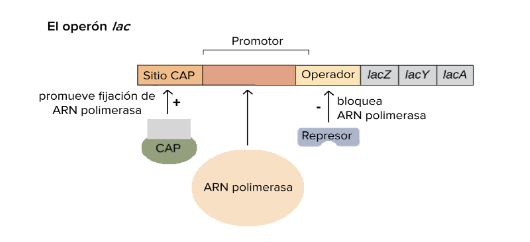 El operón lac
Promotor
Sitio CAP
Operador
lacZ
lacY
lacA
promueve fijación de
ARN polimerasa
+
-
bloquea
ARN polimerasa
CAP
Represor
ARN polimerasa